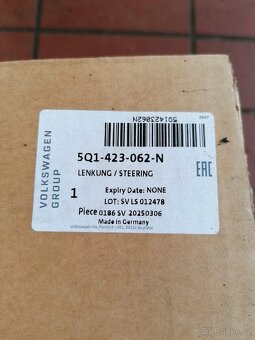 5Q1423062N
VOLKSWAGEN
GROUP
5Q1-423-062-N
LENKUNG / STEERING
EAC
1
Expiry Date: NONE
LOT: SV LS 012478
Piece 0186 SV 20250306
Made in Germany